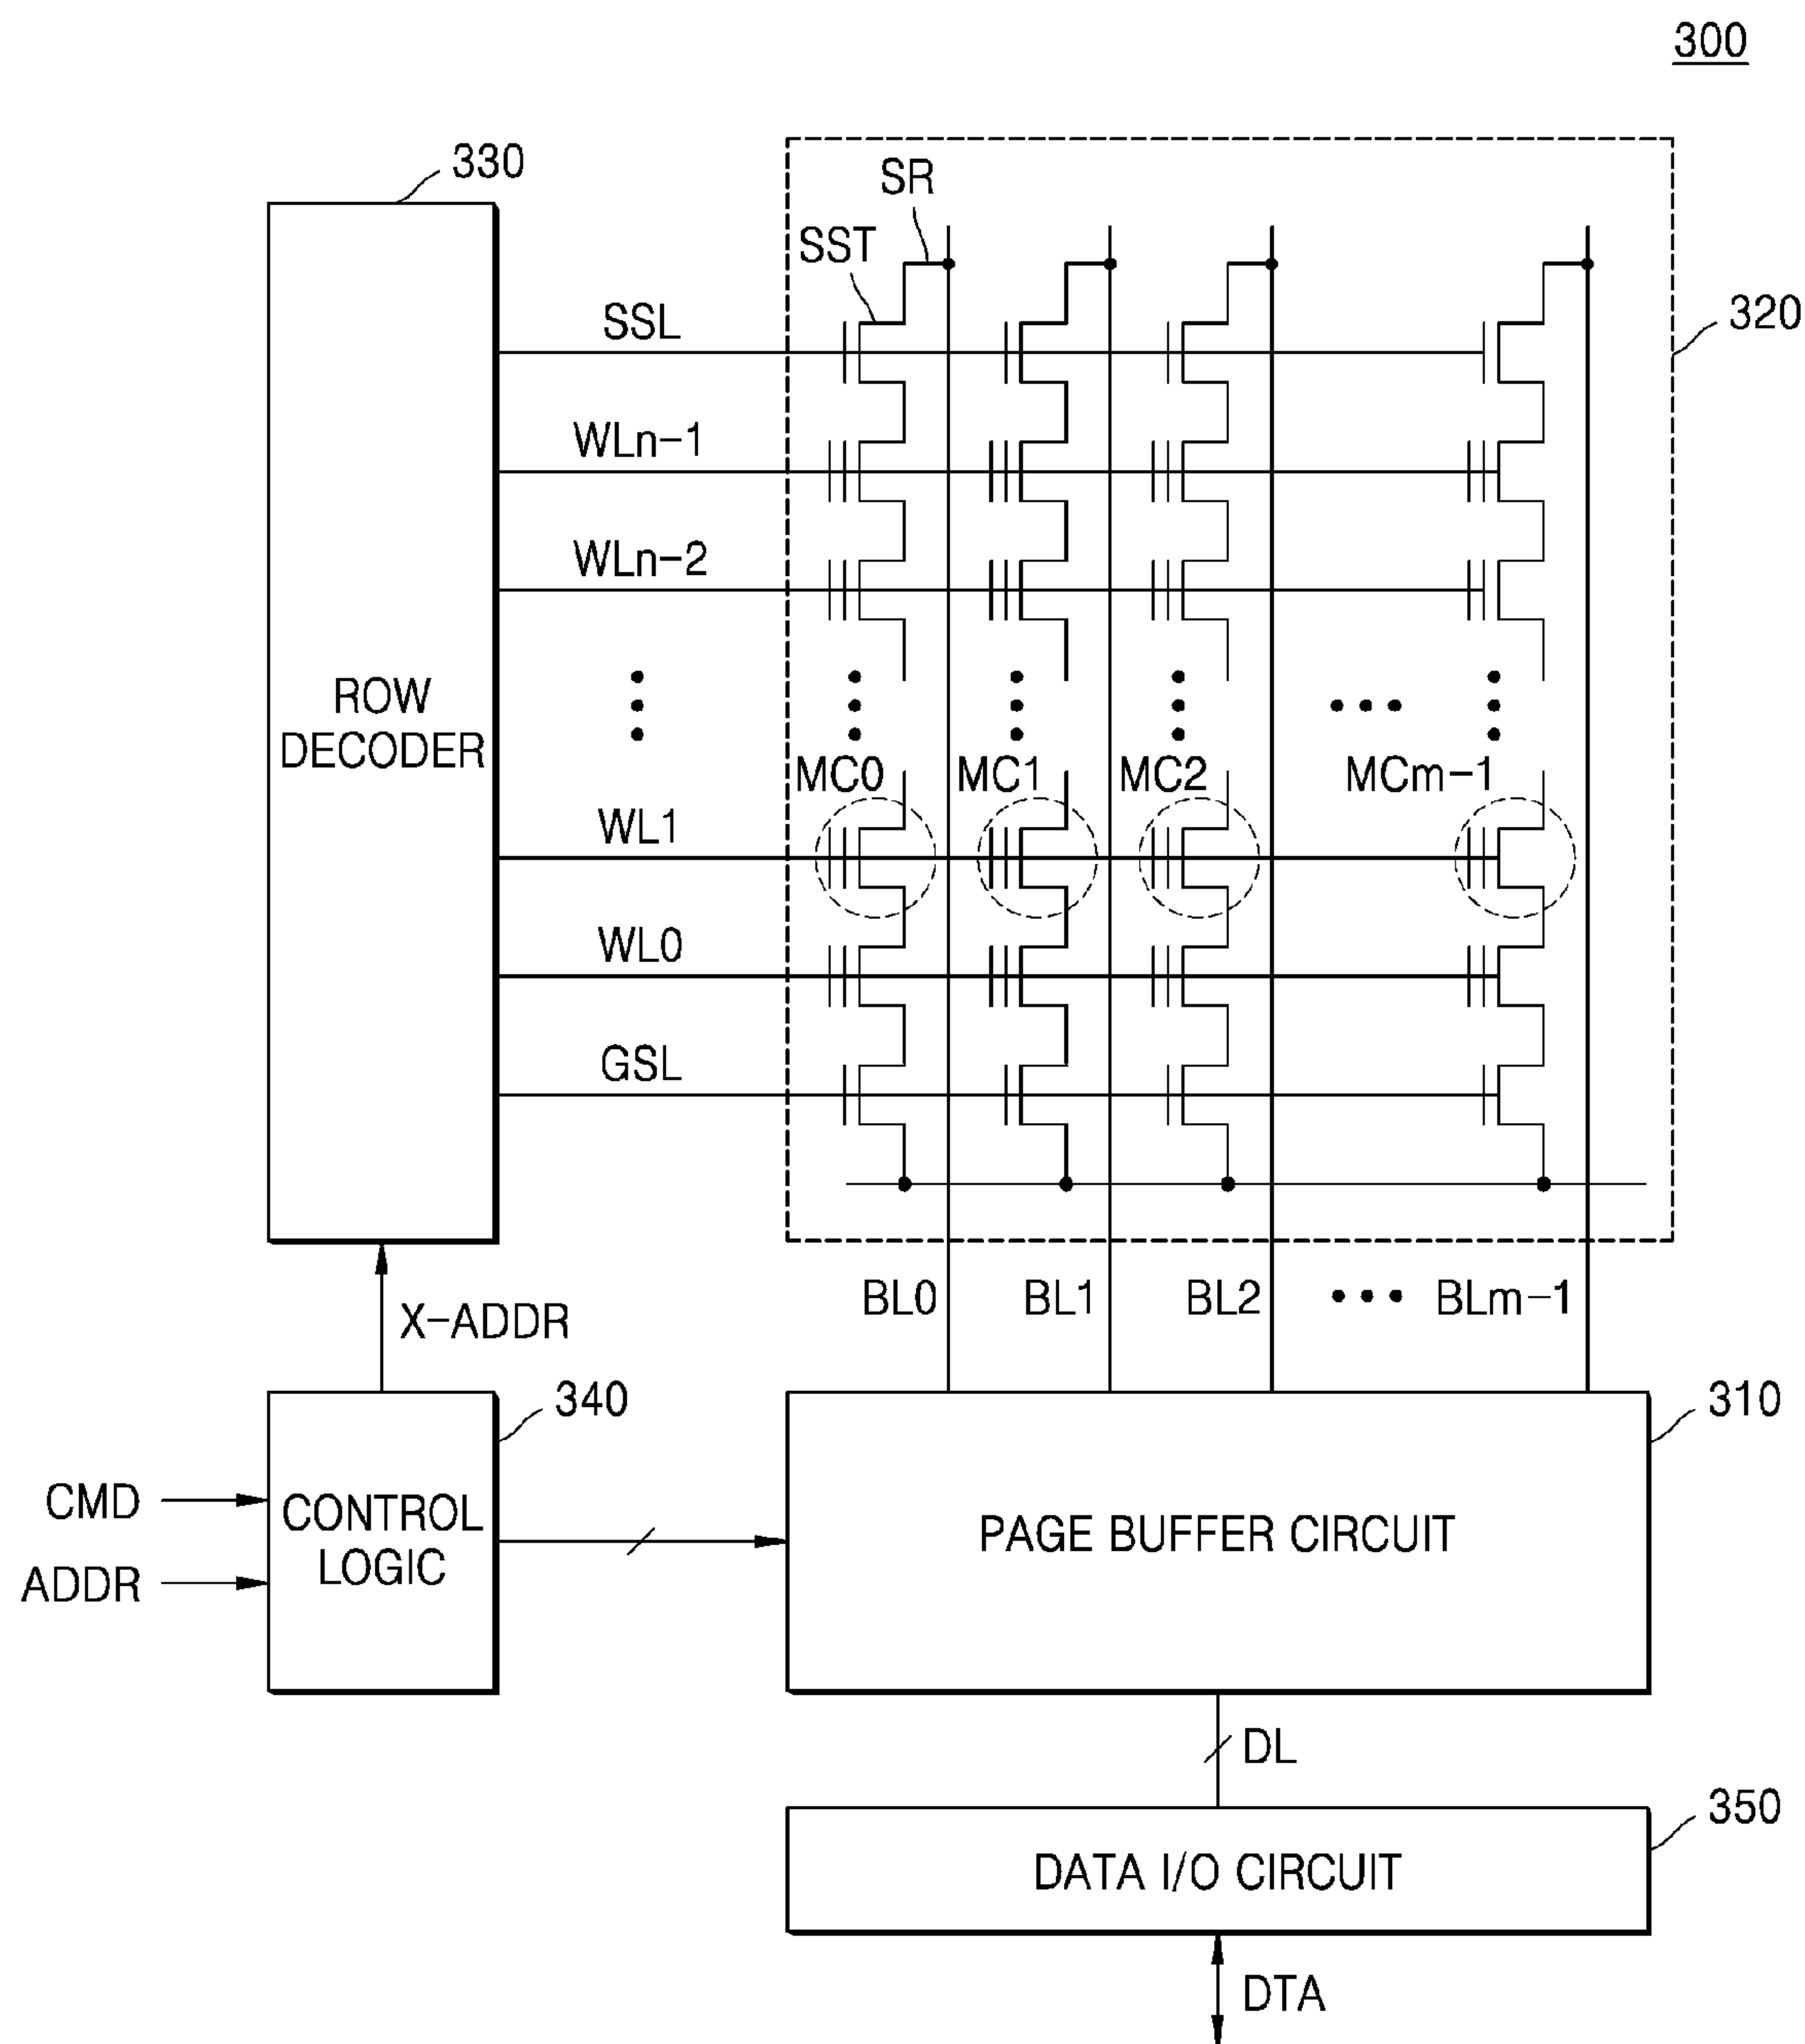 300
330
SR
SST
320
SSL
WLn-1
WLn-2
ROW
DECODER
MC0 MC1 MC2 MCm-1
WL1
WL0
GSL
BL0 BL1 BL2 BLm-1
X-ADDR
340
310
CMD
ADDR
CONTROL
LOGIC
PAGE BUFFER CIRCUIT
DL
350
DATA I/O CIRCUIT
DTA